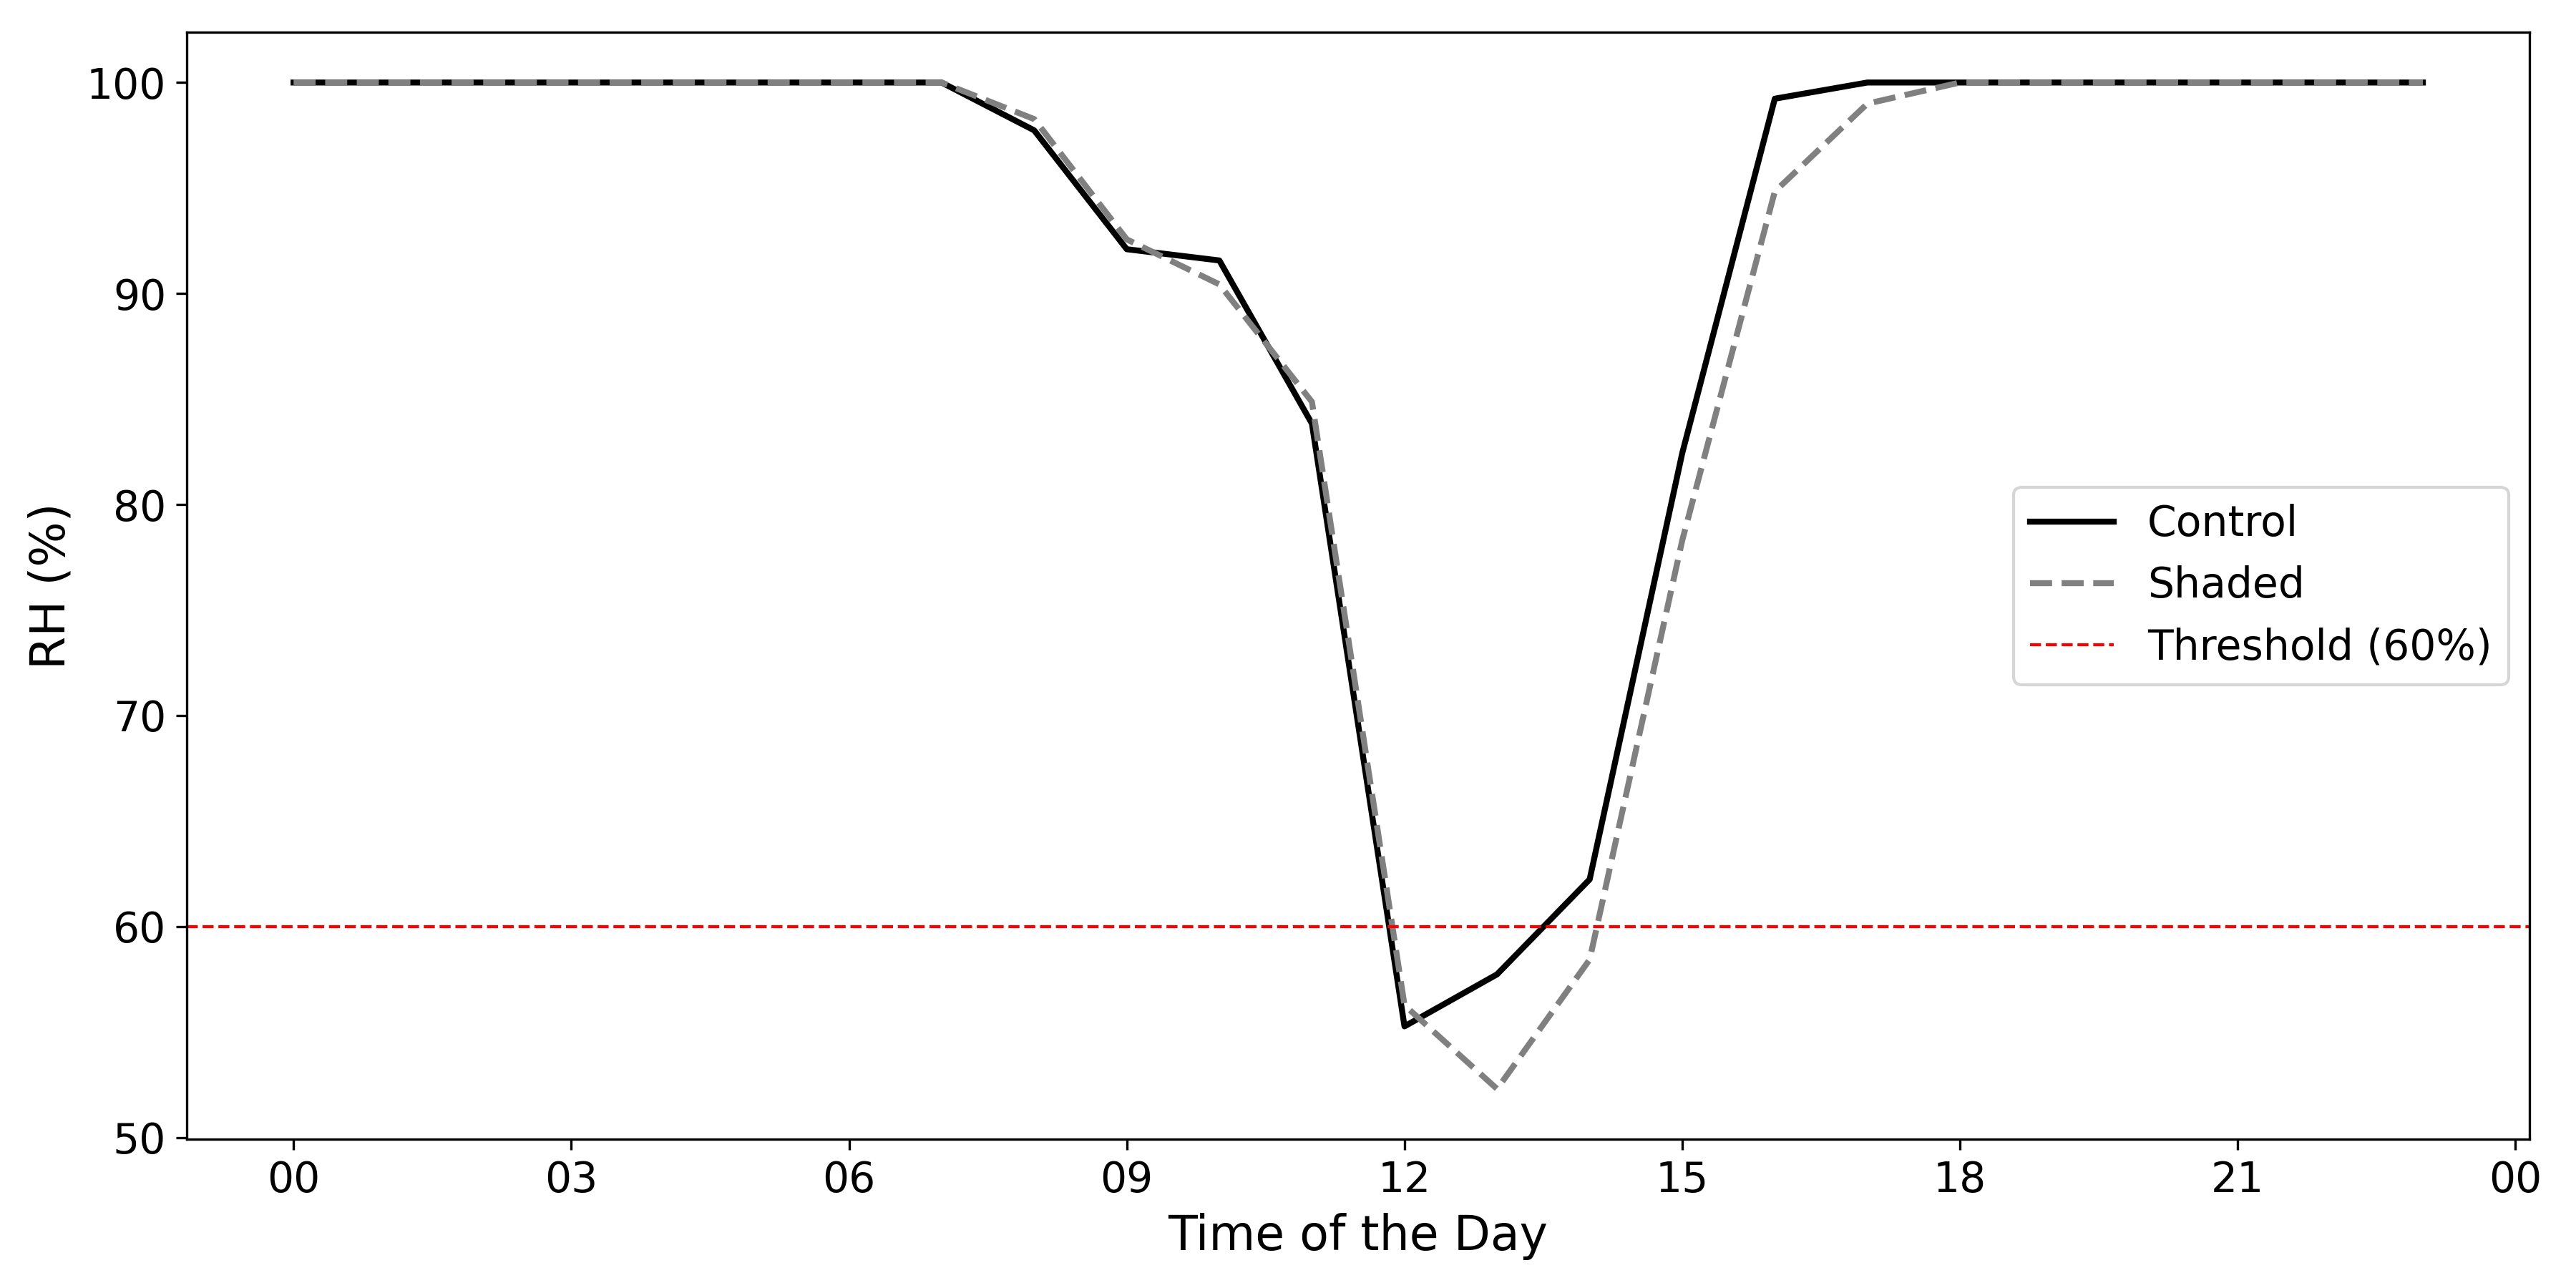 100
90
80
70
60
50
RH (%)
Control
Shaded
Threshold (60%)
00 03 06 09 12 15 18 21 00
Time of the Day